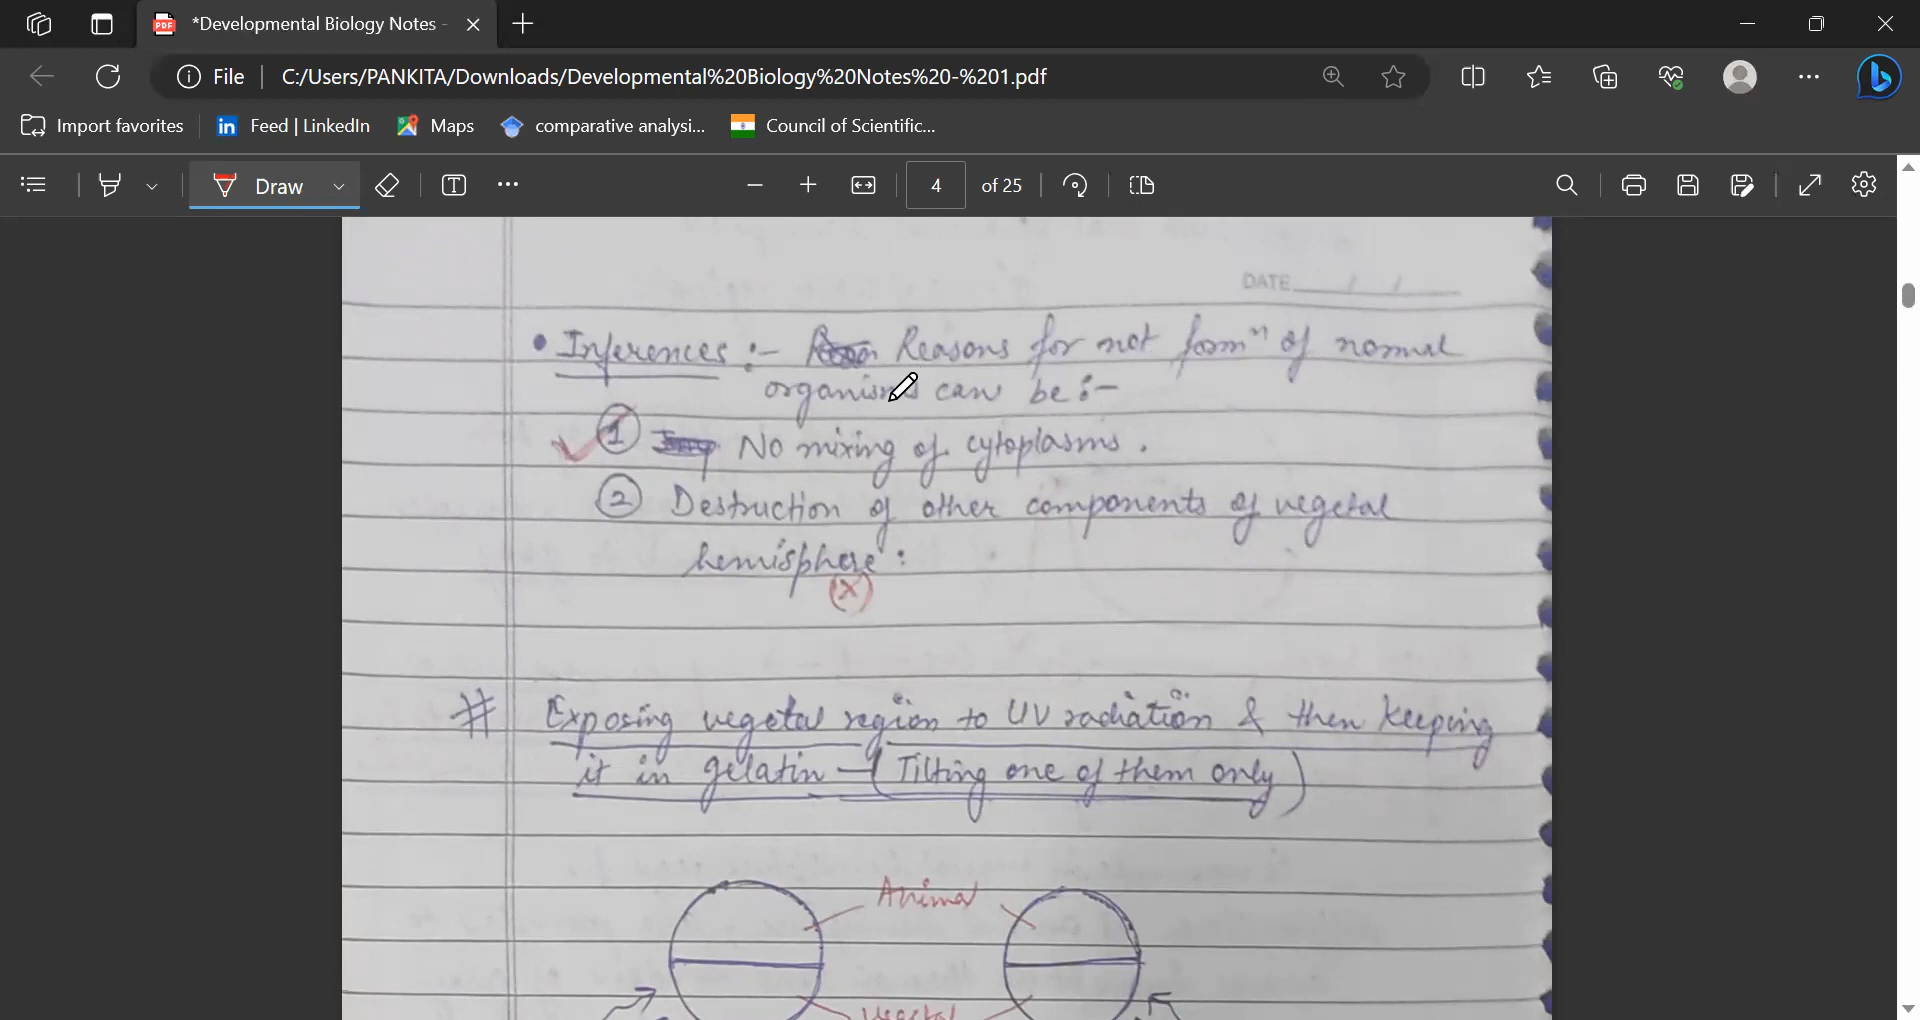 *Developmental Biology Notes -
File
C:/Users/PANKITA/Downloads/Developmental%20Biology%20Notes%20-%201.pdf
Import favorites
Feed | LinkedIn
Maps
comparative analysi...
Council of Scientific...
Draw
4
of 25
DATE
• Inferences :- Reasons for not formⁿ of normal
organisms can be :-
① No mixing of cytoplasms.
② Destruction of other components of vegetal
hemisphere :
# Exposing vegetal region to UV radiation & then keeping
it in gelatin - (Tilting one of them only)
Animal
Vegetal